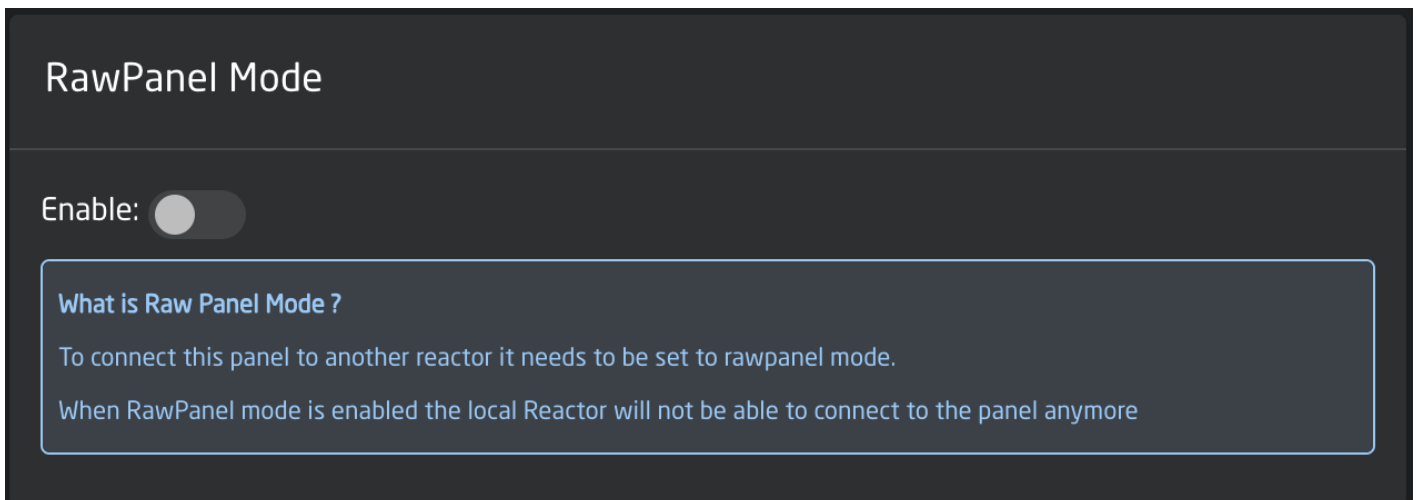 RawPanel Mode
Enable:
What is Raw Panel Mode ?
To connect this panel to another reactor it needs to be set to rawpanel mode.
When RawPanel mode is enabled the local Reactor will not be able to connect to the panel anymore